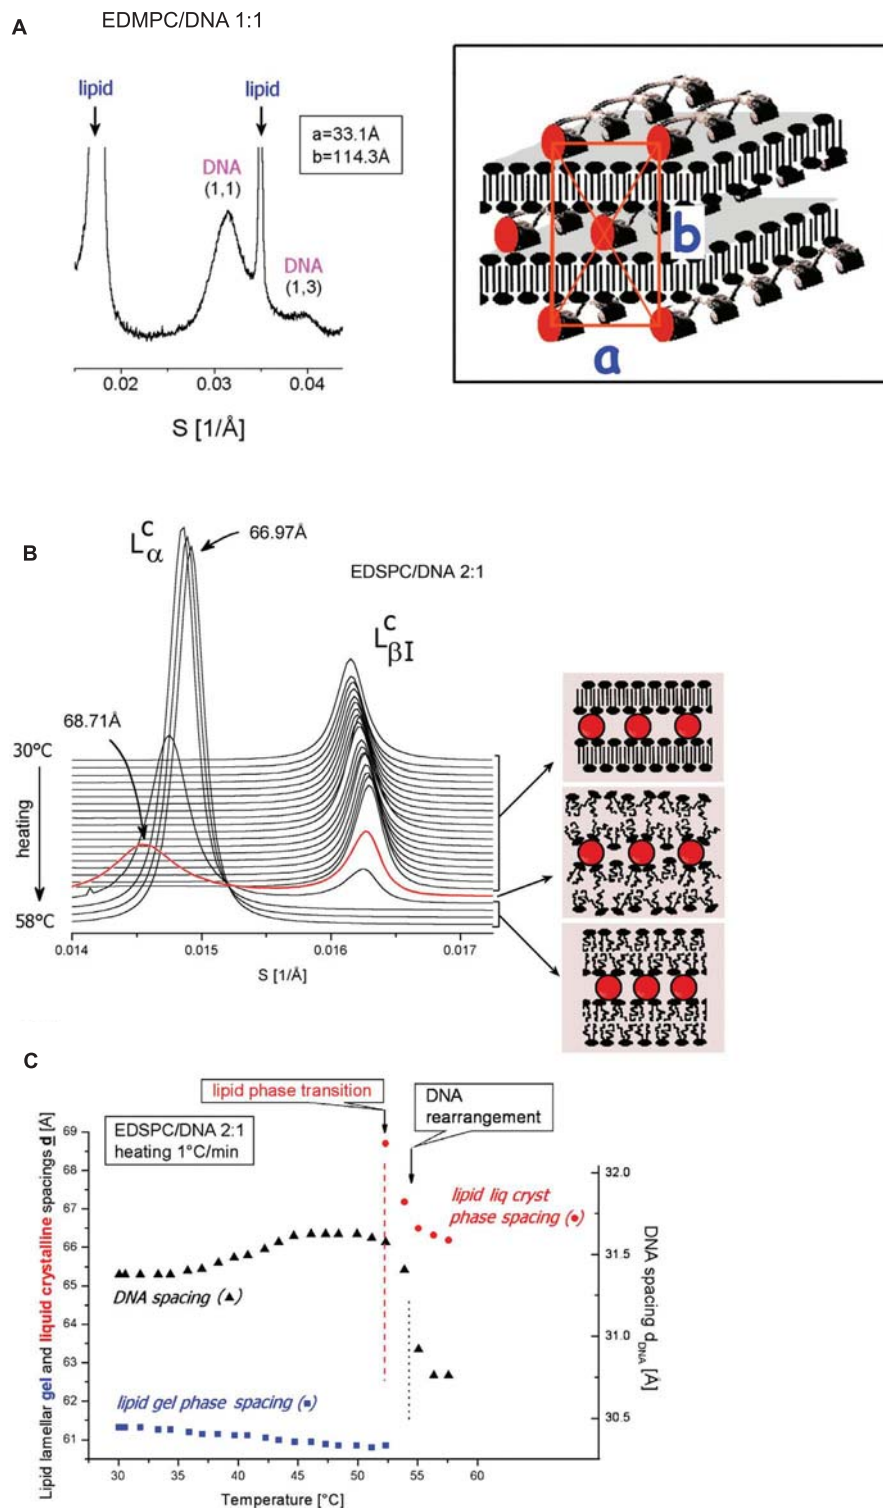 A
EDMPC/DNA 1:1
lipid
lipid
a=33.1Å
b=114.3Å
DNA
(1,1)
DNA
(1,3)
0.02
0.03
0.04
S [1/Å]
b
a
B
L
c
α
66.97Å
EDSPC/DNA 2:1
L
c
βI
68.71Å
30ºC
heating
58ºC
0.014
0.015
0.016
0.017
S [1/Å]
C
lipid phase transition
DNA
rearrangement
EDSPC/DNA 2:1
heating 1°C/min
Lipid lamellar gel and liquid crystalline spacings d [Å]
69
68
67
66
65
64
63
62
61
32.0
31.5
31.0
30.5
DNA spacing dDNA [Å]
lipid liq cryst
phase spacing (●)
DNA spacing (▲)
lipid gel phase spacing (■)
30
35
40
45
50
55
60
Temperature [°C]